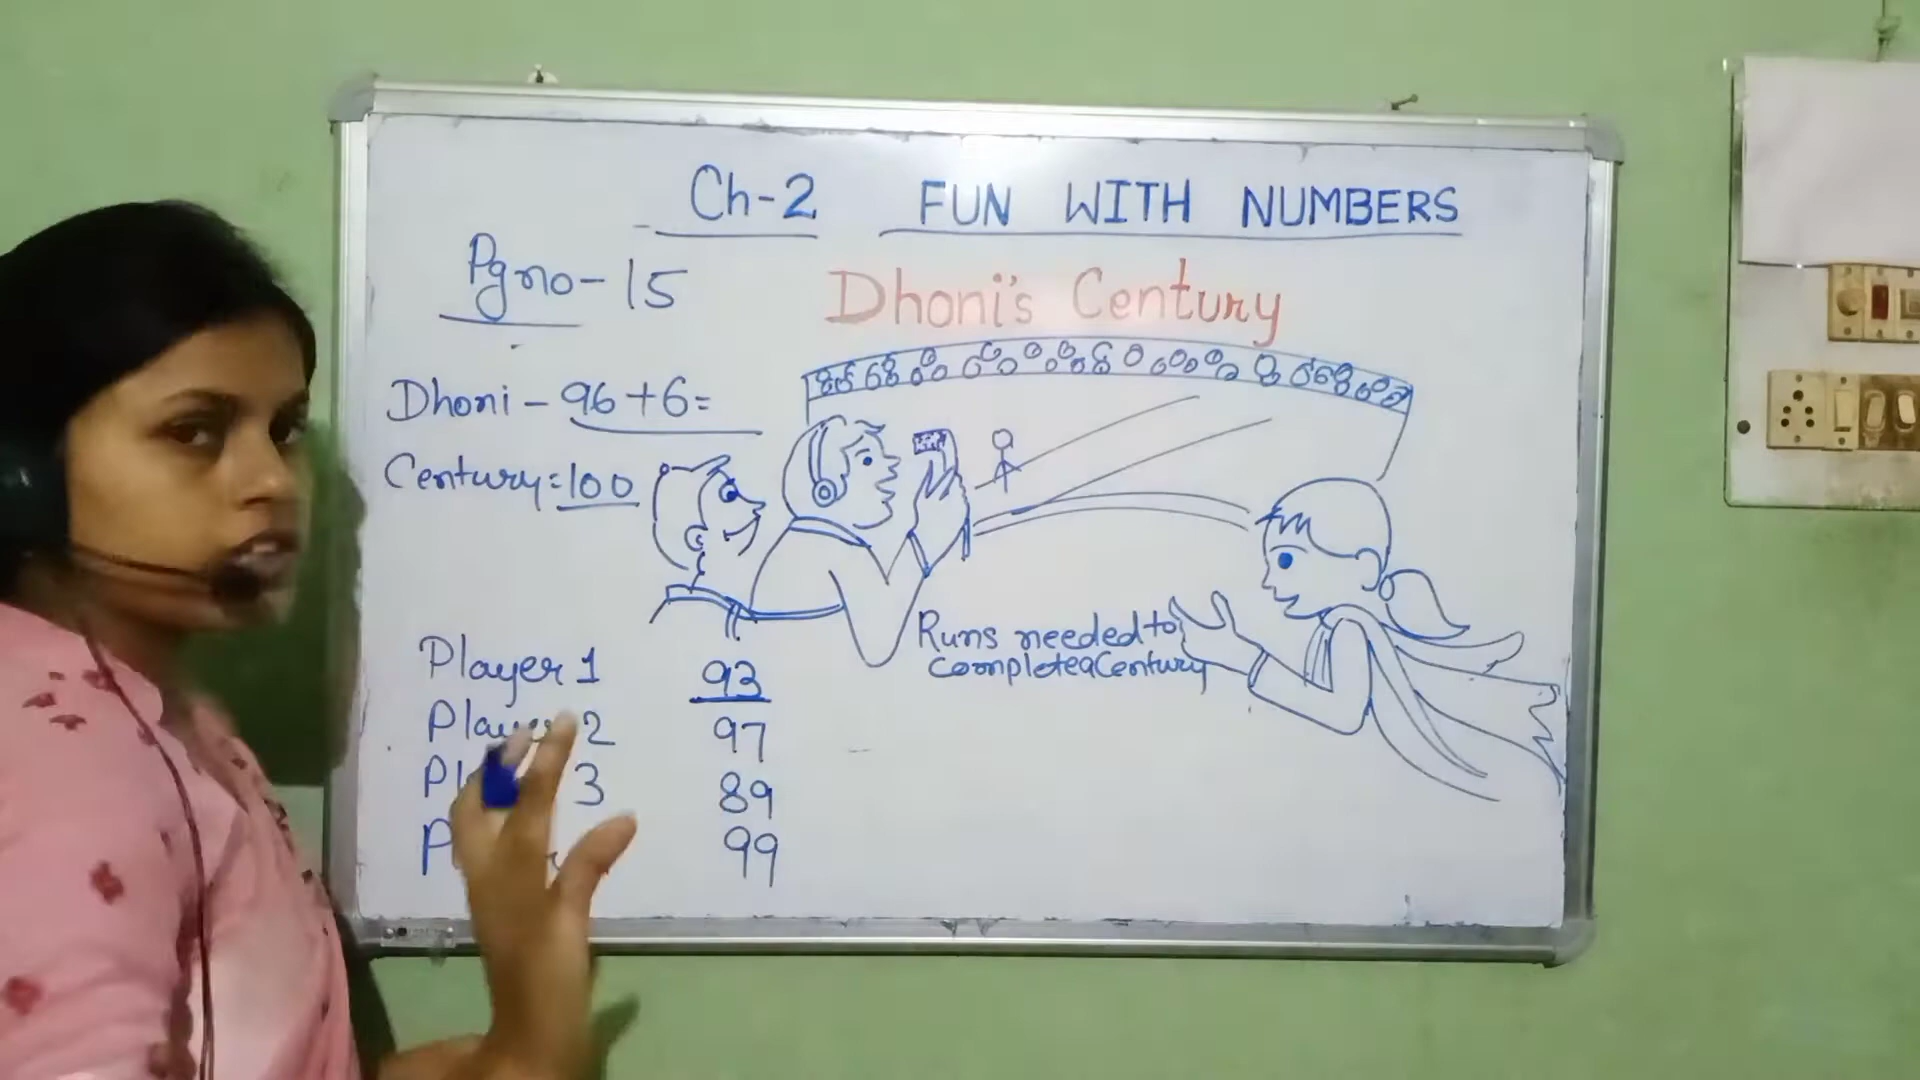 Ch-2 FUN WITH NUMBERS
Pg no-15
Dhoni's Century
Dhoni - 96+6=
Century=100
Runs needed to
complete a Century
Player 1 93
Player 2 97
3 89
99